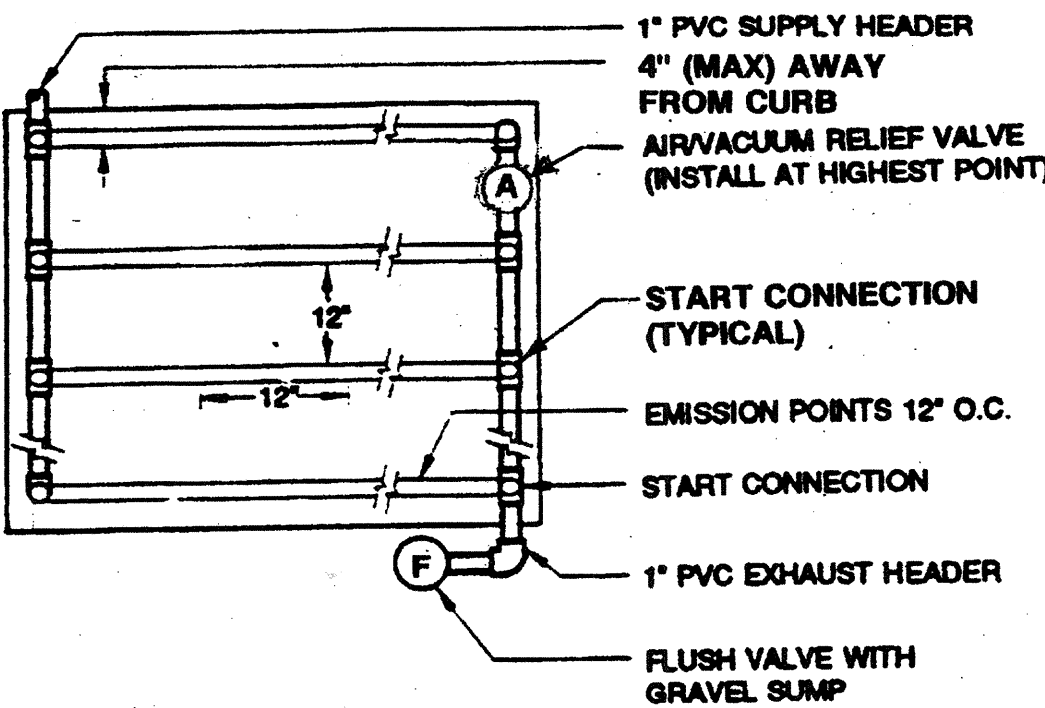 1" PVC SUPPLY HEADER
4" (MAX) AWAY
FROM CURB
AIR/VACUUM RELIEF VALVE
(INSTALL AT HIGHEST POINT)
A
12"
START CONNECTION
(TYPICAL)
12"
EMISSION POINTS 12" O.C.
START CONNECTION
F
1" PVC EXHAUST HEADER
FLUSH VALVE WITH
GRAVEL SUMP